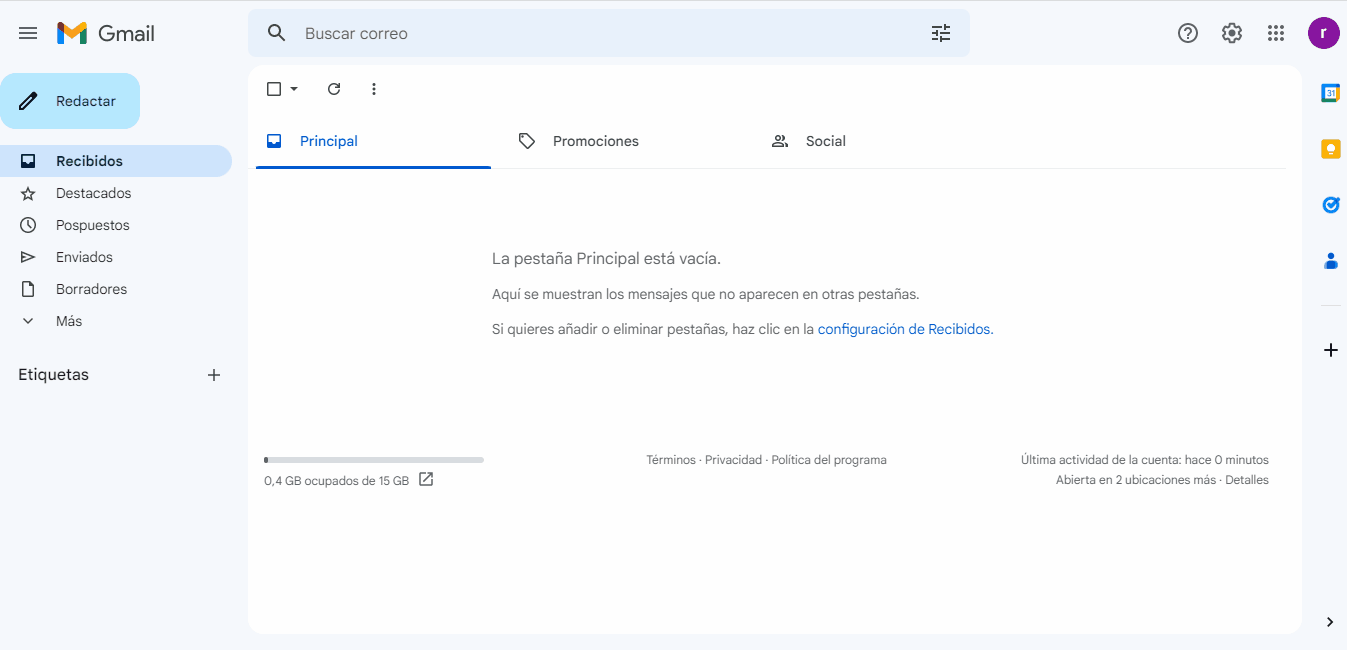 Gmail
Buscar correo
r
Redactar
Recibidos
Destacados
Pospuestos
Enviados
Borradores
Más
Etiquetas
Principal
Promociones
Social
31
La pestaña Principal está vacía.
Aquí se muestran los mensajes que no aparecen en otras pestañas.
Si quieres añadir o eliminar pestañas, haz clic en la configuración de Recibidos.
0,4 GB ocupados de 15 GB
Términos · Privacidad · Política del programa
Última actividad de la cuenta: hace 0 minutos
Abierta en 2 ubicaciones más · Detalles